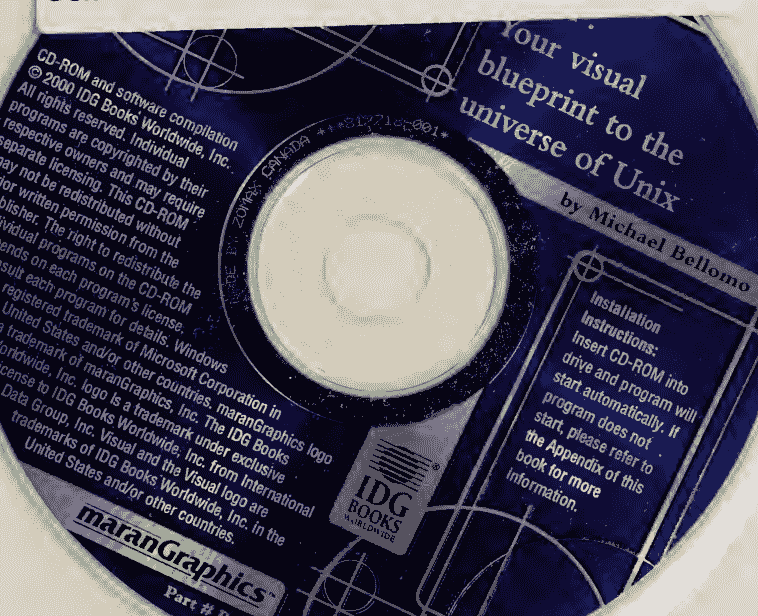 CD-ROM and software compilation
© 2000 IDG Books Worldwide, Inc.
All rights reserved. Individual
programs are copyrighted by their
respective owners and may require
separate licensing. This CD-ROM
may not be redistributed without
written permission from the
The right to redistribute the
programs on the CD-ROM
on each program's license.
each program for details. Windows
registered trademark of Microsoft Corporation in
United States and/or other countries. maranGraphics logo
a trademark of maranGraphics, Inc. The IDG Books
Worldwide, Inc. logo is a trademark under exclusive
license to IDG Books Worldwide, Inc. from International
Data Group, Inc. Visual and the Visual logo are
trademarks of IDG Books Worldwide, Inc. in the
United States and/or other countries.
maranGraphics™
Part #
ZOMAX CANADA
Your visual
blueprint to the
universe of Unix
by Michael Bellomo
Installation
Instructions:
Insert CD-ROM into
drive and program will
start automatically. If
program does not
start, please refer to
the Appendix of this
book for more
information.
IDG
BOOKS
WORLDWIDE
®